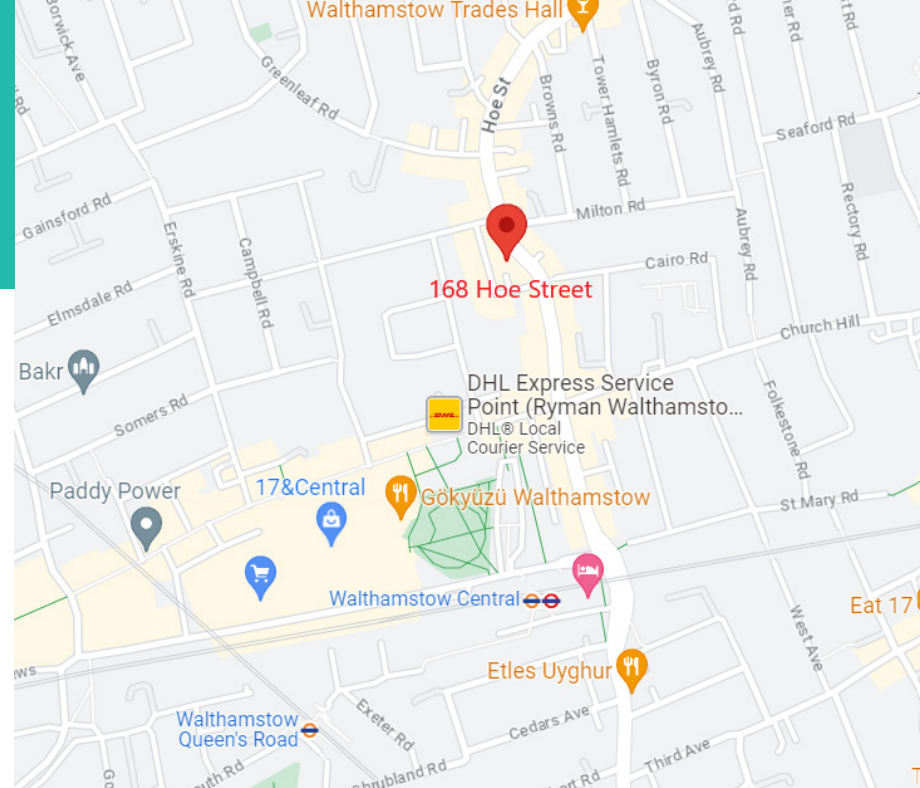 Walthamstow Trades Hall
Borwick Ave
Greenleaf Rd
Hoe St
Browns Rd
Tower Hamlets Rd
Byron Rd
Aubrey Rd
Seaford Rd
Gainsford Rd
Erskine Rd
Campbell Rd
Milton Rd
Aubrey Rd
Rectory Rd
Cairo Rd
168 Hoe Street
Elmsdale Rd
Church Hill
Bakr
DHL Express Service
Point (Ryman Walthamsto...
DHL® Local
Courier Service
Somers Rd
Folkestone Rd
Paddy Power
17&Central
Gökyüzü Walthamstow
St Mary Rd
Walthamstow Central
Eat 17
West Ave
Etles Uyghur
Walthamstow
Queen's Road
Exeter Rd
Cedars Ave
Third Ave
Shrubland Rd